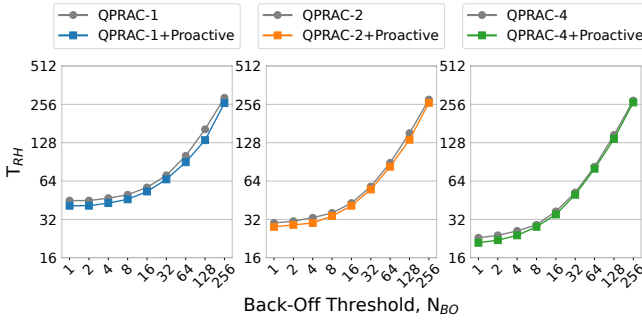 QPRAC-1
QPRAC-1+Proactive
QPRAC-2
QPRAC-2+Proactive
QPRAC-4
QPRAC-4+Proactive
T_RH
512
256
128
64
32
16
1 2 4 8 16 32 64 128 256
512
256
128
64
32
16
1 2 4 8 16 32 64 128 256
512
256
128
64
32
16
1 2 4 8 16 32 64 128 256
Back-Off Threshold, N_BO